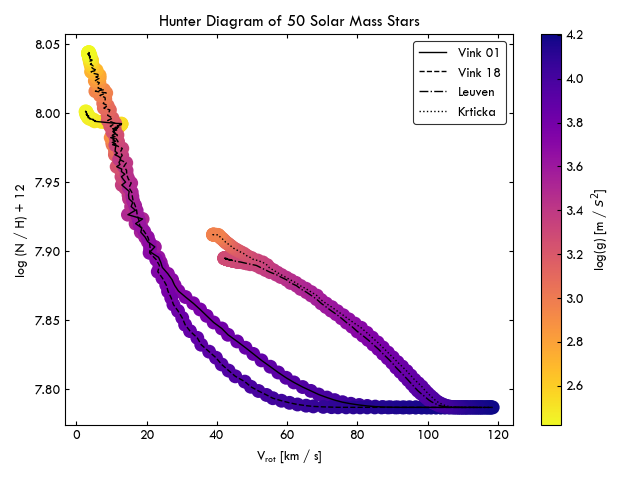 Hunter Diagram of 50 Solar Mass Stars
8.05
8.00
7.95
7.90
7.85
7.80
log (N / H) + 12
0 20 40 60 80 100 120
V_rot [km / s]
Vink 01
Vink 18
Leuven
Krticka
4.2
4.0
3.8
3.6
3.4
3.2
3.0
2.8
2.6
log(g) [m / s²]